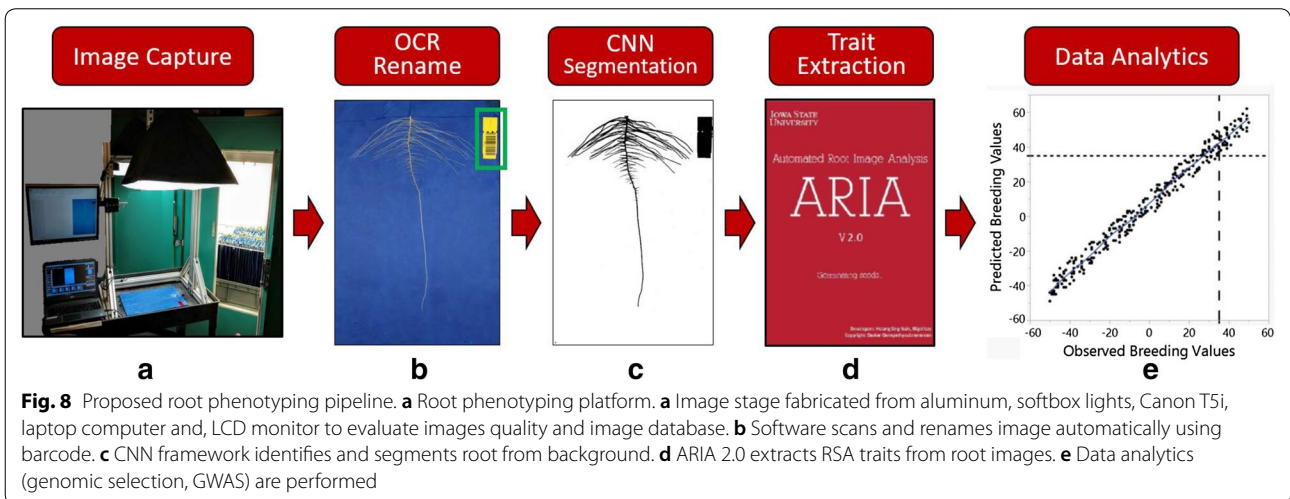 Image Capture
OCR
Rename
CNN
Segmentation
Trait
Extraction
Data Analytics
IOWA STATE
UNIVERSITY
Automated Root Image Analysis
ARIA
V 2.0
Germinating seeds.
Predicted Breeding Values
60
40
20
0
-20
-40
-60
-60
-40
-20
0
20
40
60
Observed Breeding Values
a
b
c
d
e
Fig. 8 Proposed root phenotyping pipeline. a Root phenotyping platform. a Image stage fabricated from aluminum, softbox lights, Canon T5i,
laptop computer and, LCD monitor to evaluate images quality and image database. b Software scans and renames image automatically using
barcode. c CNN framework identifies and segments root from background. d ARIA 2.0 extracts RSA traits from root images. e Data analytics
(genomic selection, GWAS) are performed